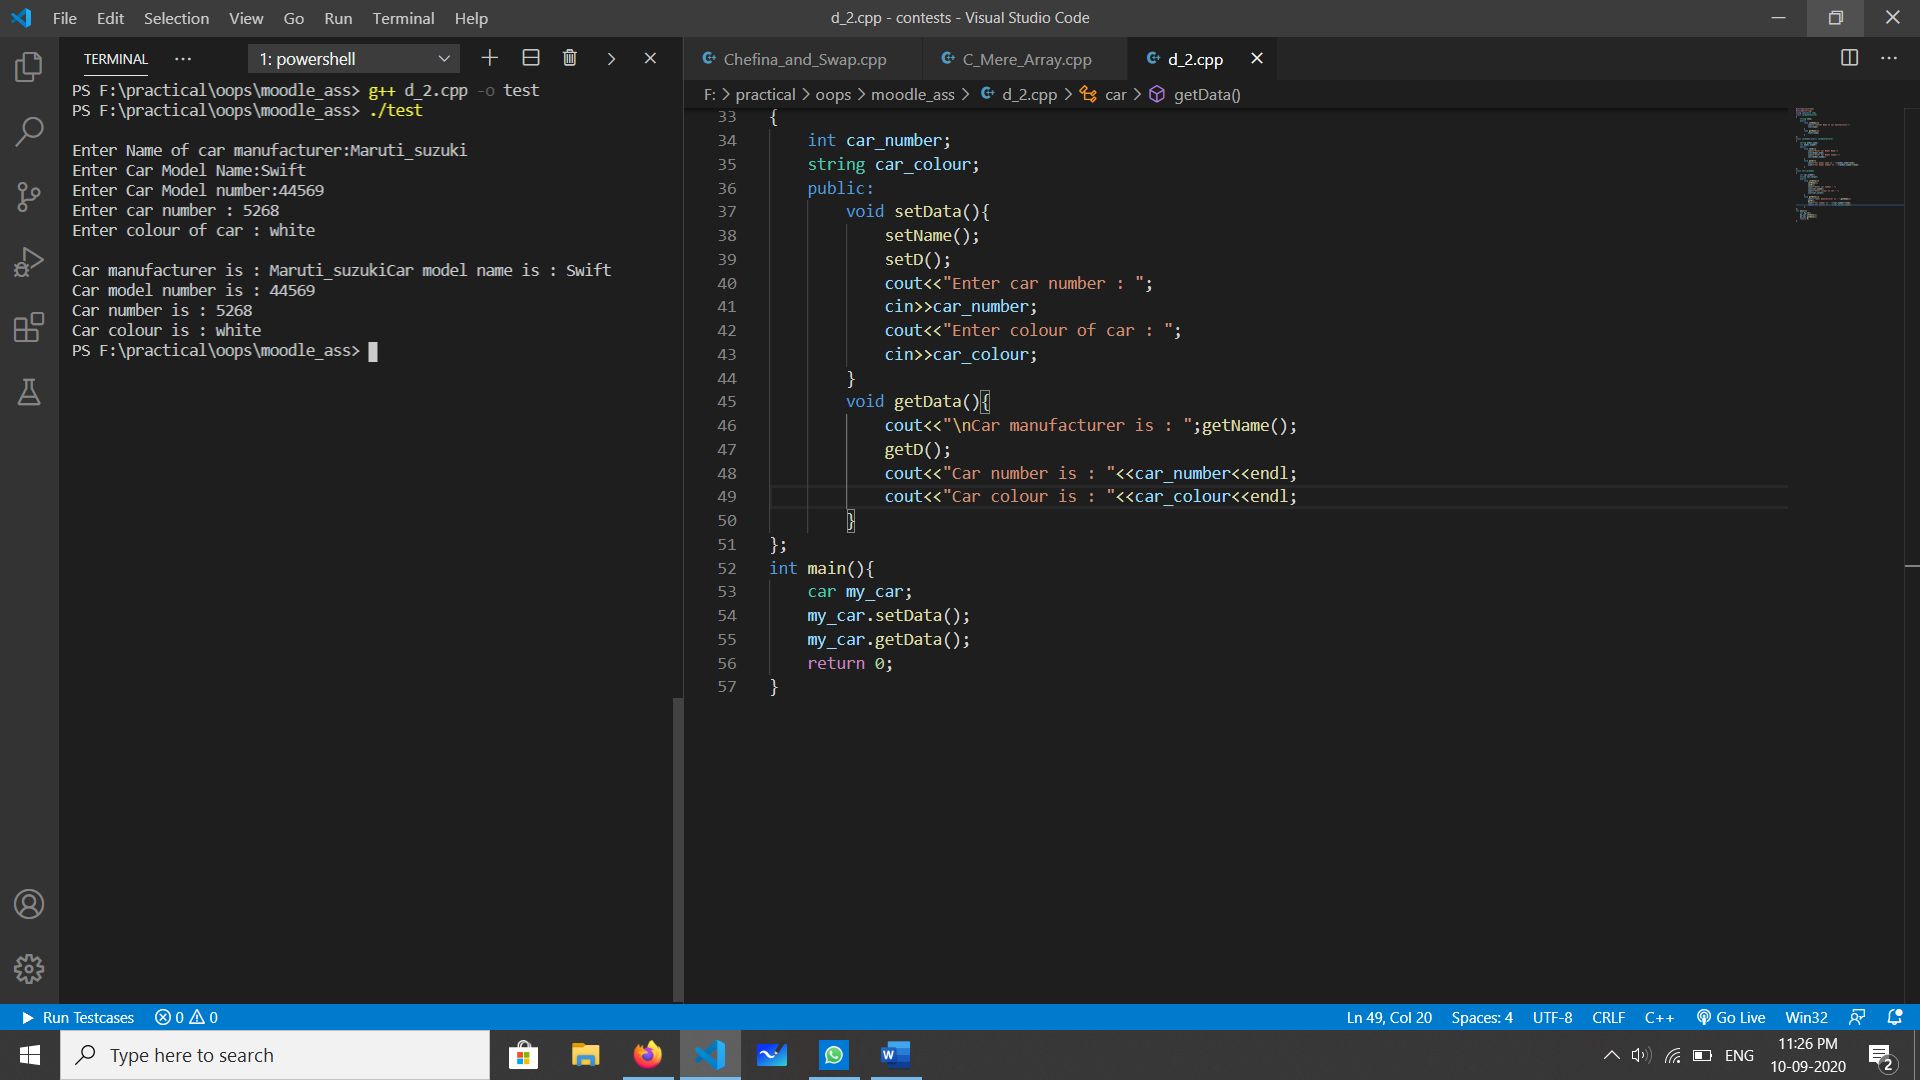 File Edit Selection View Go Run Terminal Help
d_2.cpp - contests - Visual Studio Code
TERMINAL ··· 1: powershell
PS F:\practical\oops\moodle_ass> g++ d_2.cpp -o test
PS F:\practical\oops\moodle_ass> ./test
Enter Name of car manufacturer:Maruti_suzuki
Enter Car Model Name:Swift
Enter Car Model number:44569
Enter car number : 5268
Enter colour of car : white
Car manufacturer is : Maruti_suzukiCar model name is : Swift
Car model number is : 44569
Car number is : 5268
Car colour is : white
PS F:\practical\oops\moodle_ass>
Chefina_and_Swap.cpp C_Mere_Array.cpp d_2.cpp
F: > practical > oops > moodle_ass > d_2.cpp > car > getData()
33 {
34 int car_number;
35 string car_colour;
36 public:
37 void setData(){
38 setName();
39 setD();
40 cout<<"Enter car number : ";
41 cin>>car_number;
42 cout<<"Enter colour of car : ";
43 cin>>car_colour;
44 }
45 void getData(){
46 cout<<"\nCar manufacturer is : ";getName();
47 getD();
48 cout<<"Car number is : "<<car_number<<endl;
49 cout<<"Car colour is : "<<car_colour<<endl;
50 }
51 };
52 int main(){
53 car my_car;
54 my_car.setData();
55 my_car.getData();
56 return 0;
57 }
Run Testcases 0 0
Ln 49, Col 20 Spaces: 4 UTF-8 CRLF C++ Go Live Win32
Type here to search
ENG
11:26 PM
10-09-2020
2